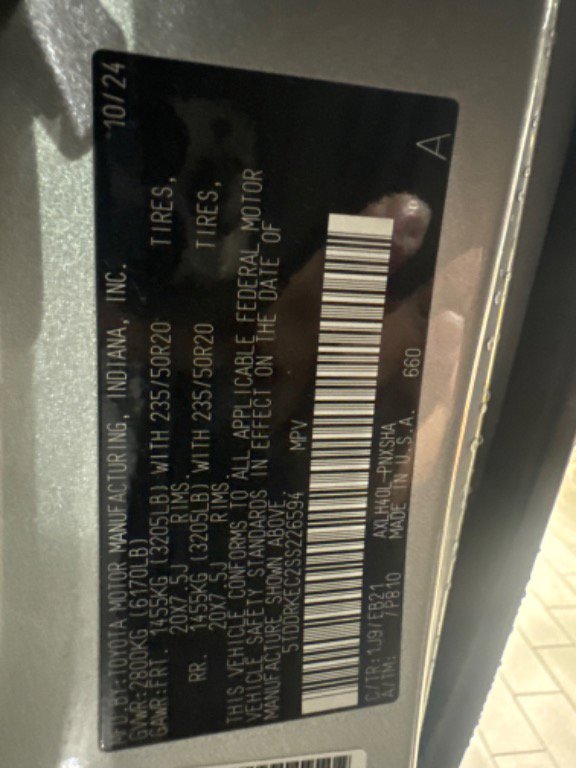 MFD.BY:TOYOTA MOTOR MANUFACTURING, INDIANA, INC. 10/24
GVWR:2800KG (6170LB)
GAWR:FRT. 1455KG (3205LB) WITH 235/50R20 TIRES,
20X7.5J RIMS.
RR. 1455KG (3205LB) WITH 235/50R20 TIRES,
20X7.5J RIMS
THIS VEHICLE CONFORMS TO ALL APPLICABLE FEDERAL MOTOR
VEHICLE SAFETY STANDARDS IN EFFECT ON THE DATE OF
MANUFACTURE SHOWN ABOVE.
5TDDRKEC2SS226594 MPV
C/TR:1J9/EB21 AXLH40L-PNXSHA 660
A/TM: /P810 MADE IN U.S.A.
A